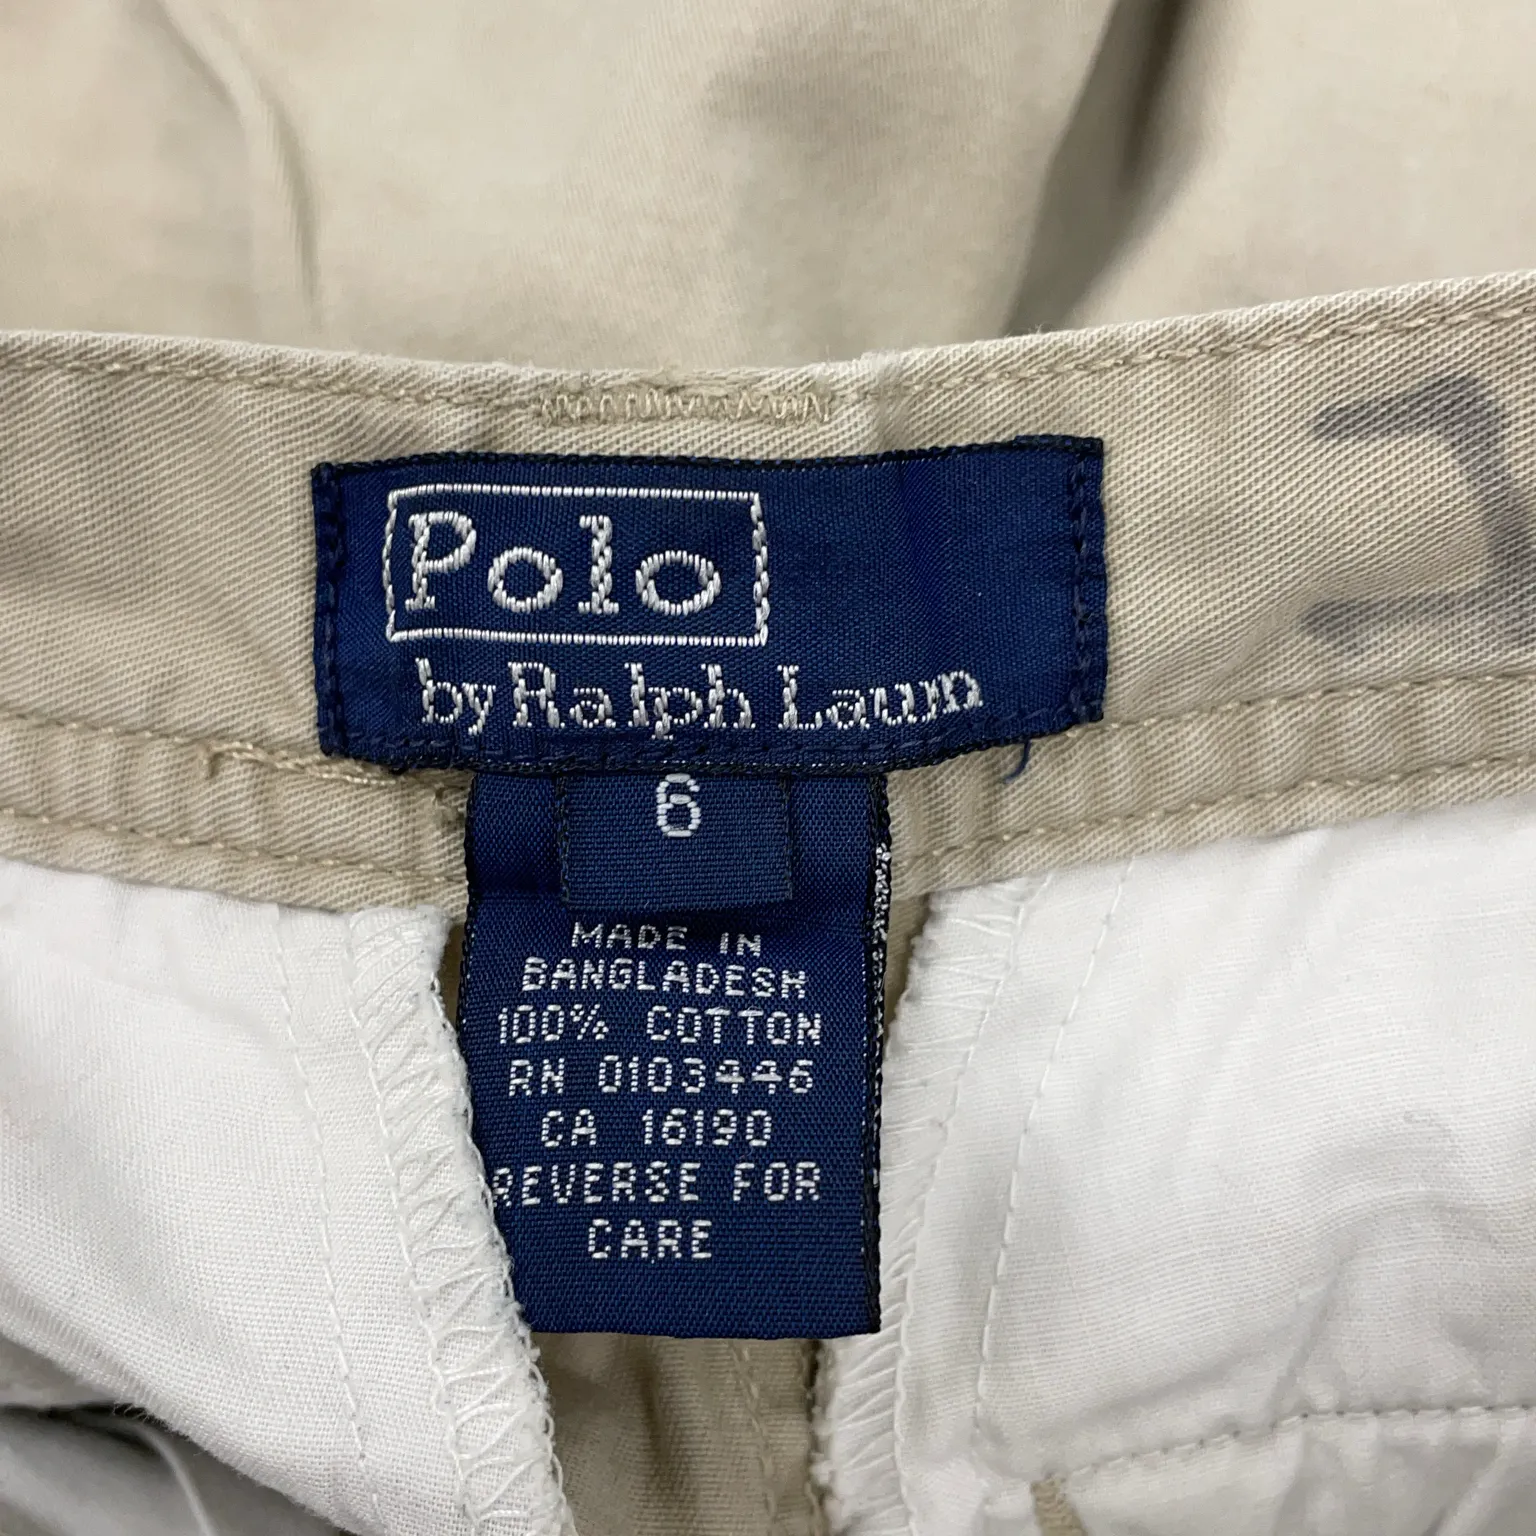 Polo
by Ralph Lauren
6
MADE IN
BANGLADESH
100% COTTON
RN 0103446
CA 16190
REVERSE FOR
CARE